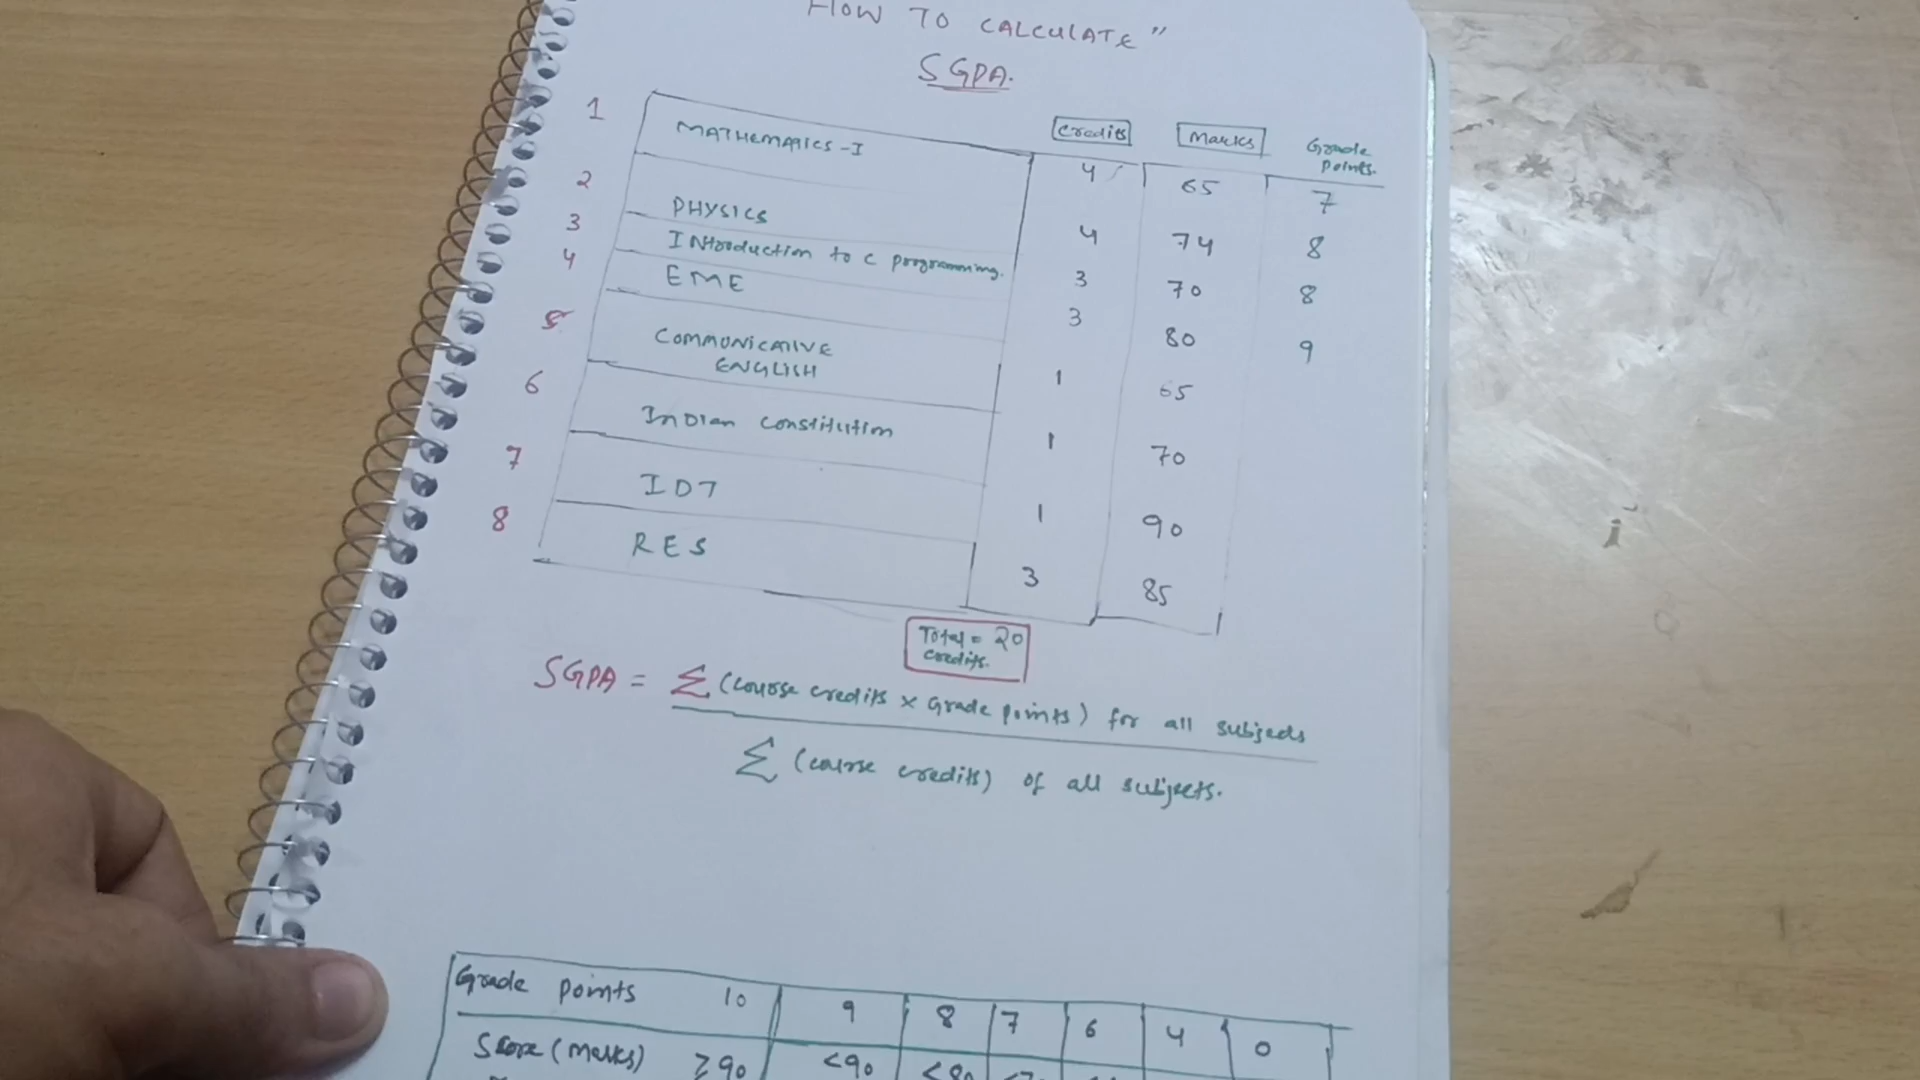 HOW TO CALCULATE"
SGPA.
Credits Marks Grade points.
1 MATHEMATICS-I 4 65 7
2 PHYSICS 4 74 8
3 INtroduction to C programming. 3 70 8
4 EME 3 80 9
5 COMMUNICATIVE ENGLISH 1 65
6 InDian constitution 1 70
7 IDT 1 90
8 RES 3 85
Total = 20
credits.
SGPA = Σ (course credits × Grade points) for all subjects
Σ (course credits) of all subjects.
Grade points 10 9 8 7 6 4 0
Score (Marks) ≥90 <90 <80